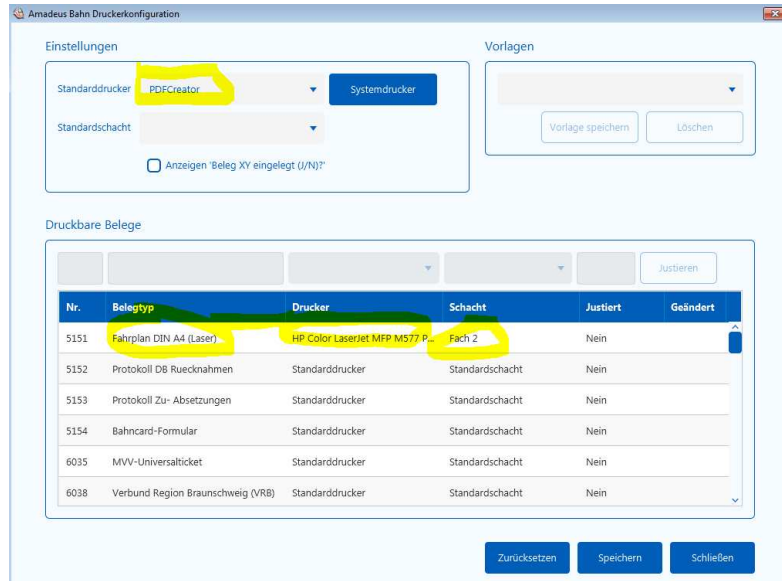 Amadeus Bahn Druckerkonfiguration
Einstellungen
Standarddrucker PDFCreator Systemdrucker
Standardschacht
Anzeigen 'Beleg XY eingelegt (J/N)?'
Vorlagen
Vorlage speichern Löschen
Druckbare Belege
Justieren
Nr. Belegtyp Drucker Schacht Justiert Geändert
5151 Fahrplan DIN A4 (Laser) HP Color LaserJet MFP M577 P... Fach 2 Nein
5152 Protokoll DB Ruecknahmen Standarddrucker Standardschacht Nein
5153 Protokoll Zu- Absetzungen Standarddrucker Standardschacht Nein
5154 Bahncard-Formular Standarddrucker Standardschacht Nein
6035 MVV-Universalticket Standarddrucker Standardschacht Nein
6038 Verbund Region Braunschweig (VRB) Standarddrucker Standardschacht Nein
Zurücksetzen Speichern Schließen